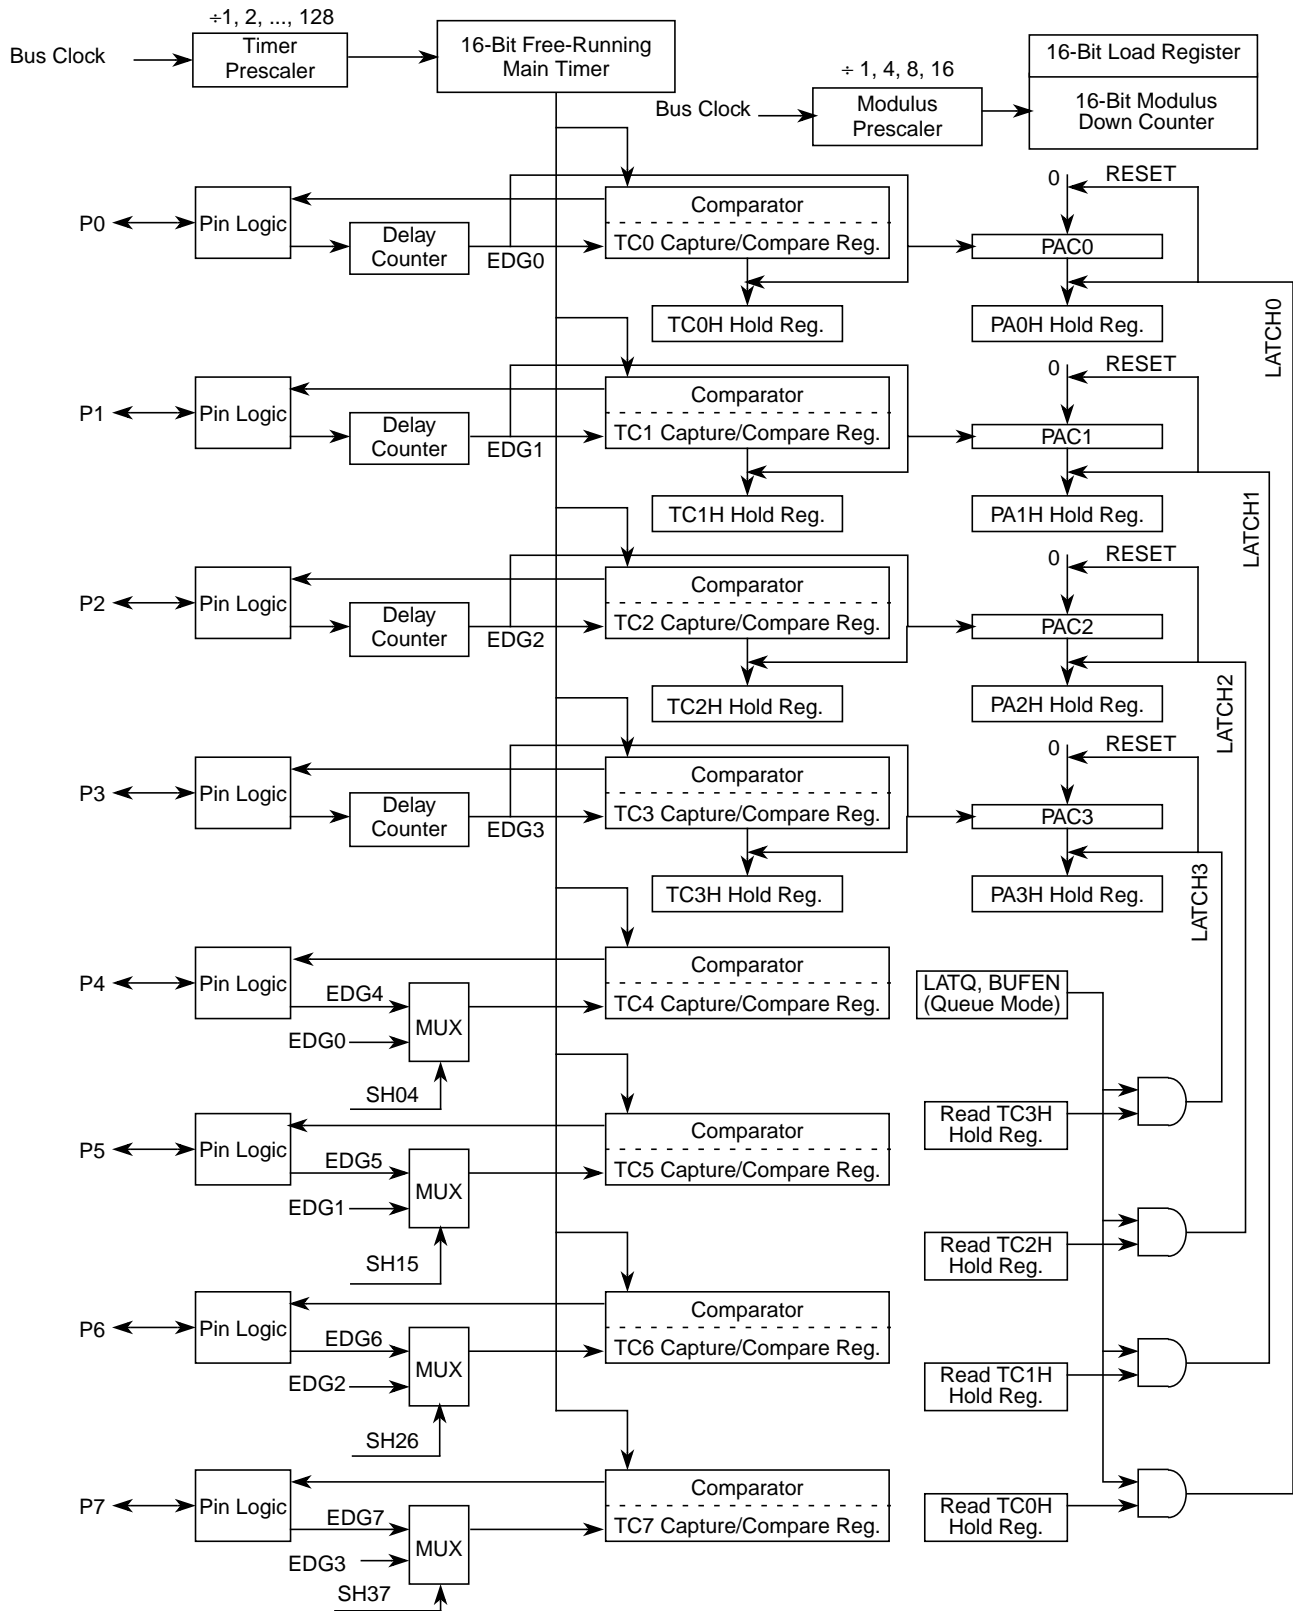 ÷1, 2, ..., 128
Bus Clock
Timer
Prescaler
16-Bit Free-Running
Main Timer
÷ 1, 4, 8, 16
Bus Clock
Modulus
Prescaler
16-Bit Load Register
16-Bit Modulus
Down Counter
P0
Pin Logic
Delay
Counter
EDG0
Comparator
TC0 Capture/Compare Reg.
TC0H Hold Reg.
0
RESET
PAC0
PA0H Hold Reg.
LATCH0
P1
Pin Logic
Delay
Counter
EDG1
Comparator
TC1 Capture/Compare Reg.
TC1H Hold Reg.
0
RESET
PAC1
PA1H Hold Reg.
LATCH1
P2
Pin Logic
Delay
Counter
EDG2
Comparator
TC2 Capture/Compare Reg.
TC2H Hold Reg.
0
RESET
PAC2
PA2H Hold Reg.
LATCH2
P3
Pin Logic
Delay
Counter
EDG3
Comparator
TC3 Capture/Compare Reg.
TC3H Hold Reg.
0
RESET
PAC3
PA3H Hold Reg.
LATCH3
P4
Pin Logic
EDG4
EDG0
MUX
SH04
Comparator
TC4 Capture/Compare Reg.
LATQ, BUFEN
(Queue Mode)
Read TC3H
Hold Reg.
P5
Pin Logic
EDG5
EDG1
MUX
SH15
Comparator
TC5 Capture/Compare Reg.
Read TC2H
Hold Reg.
P6
Pin Logic
EDG6
EDG2
MUX
SH26
Comparator
TC6 Capture/Compare Reg.
Read TC1H
Hold Reg.
P7
Pin Logic
EDG7
EDG3
MUX
SH37
Comparator
TC7 Capture/Compare Reg.
Read TC0H
Hold Reg.